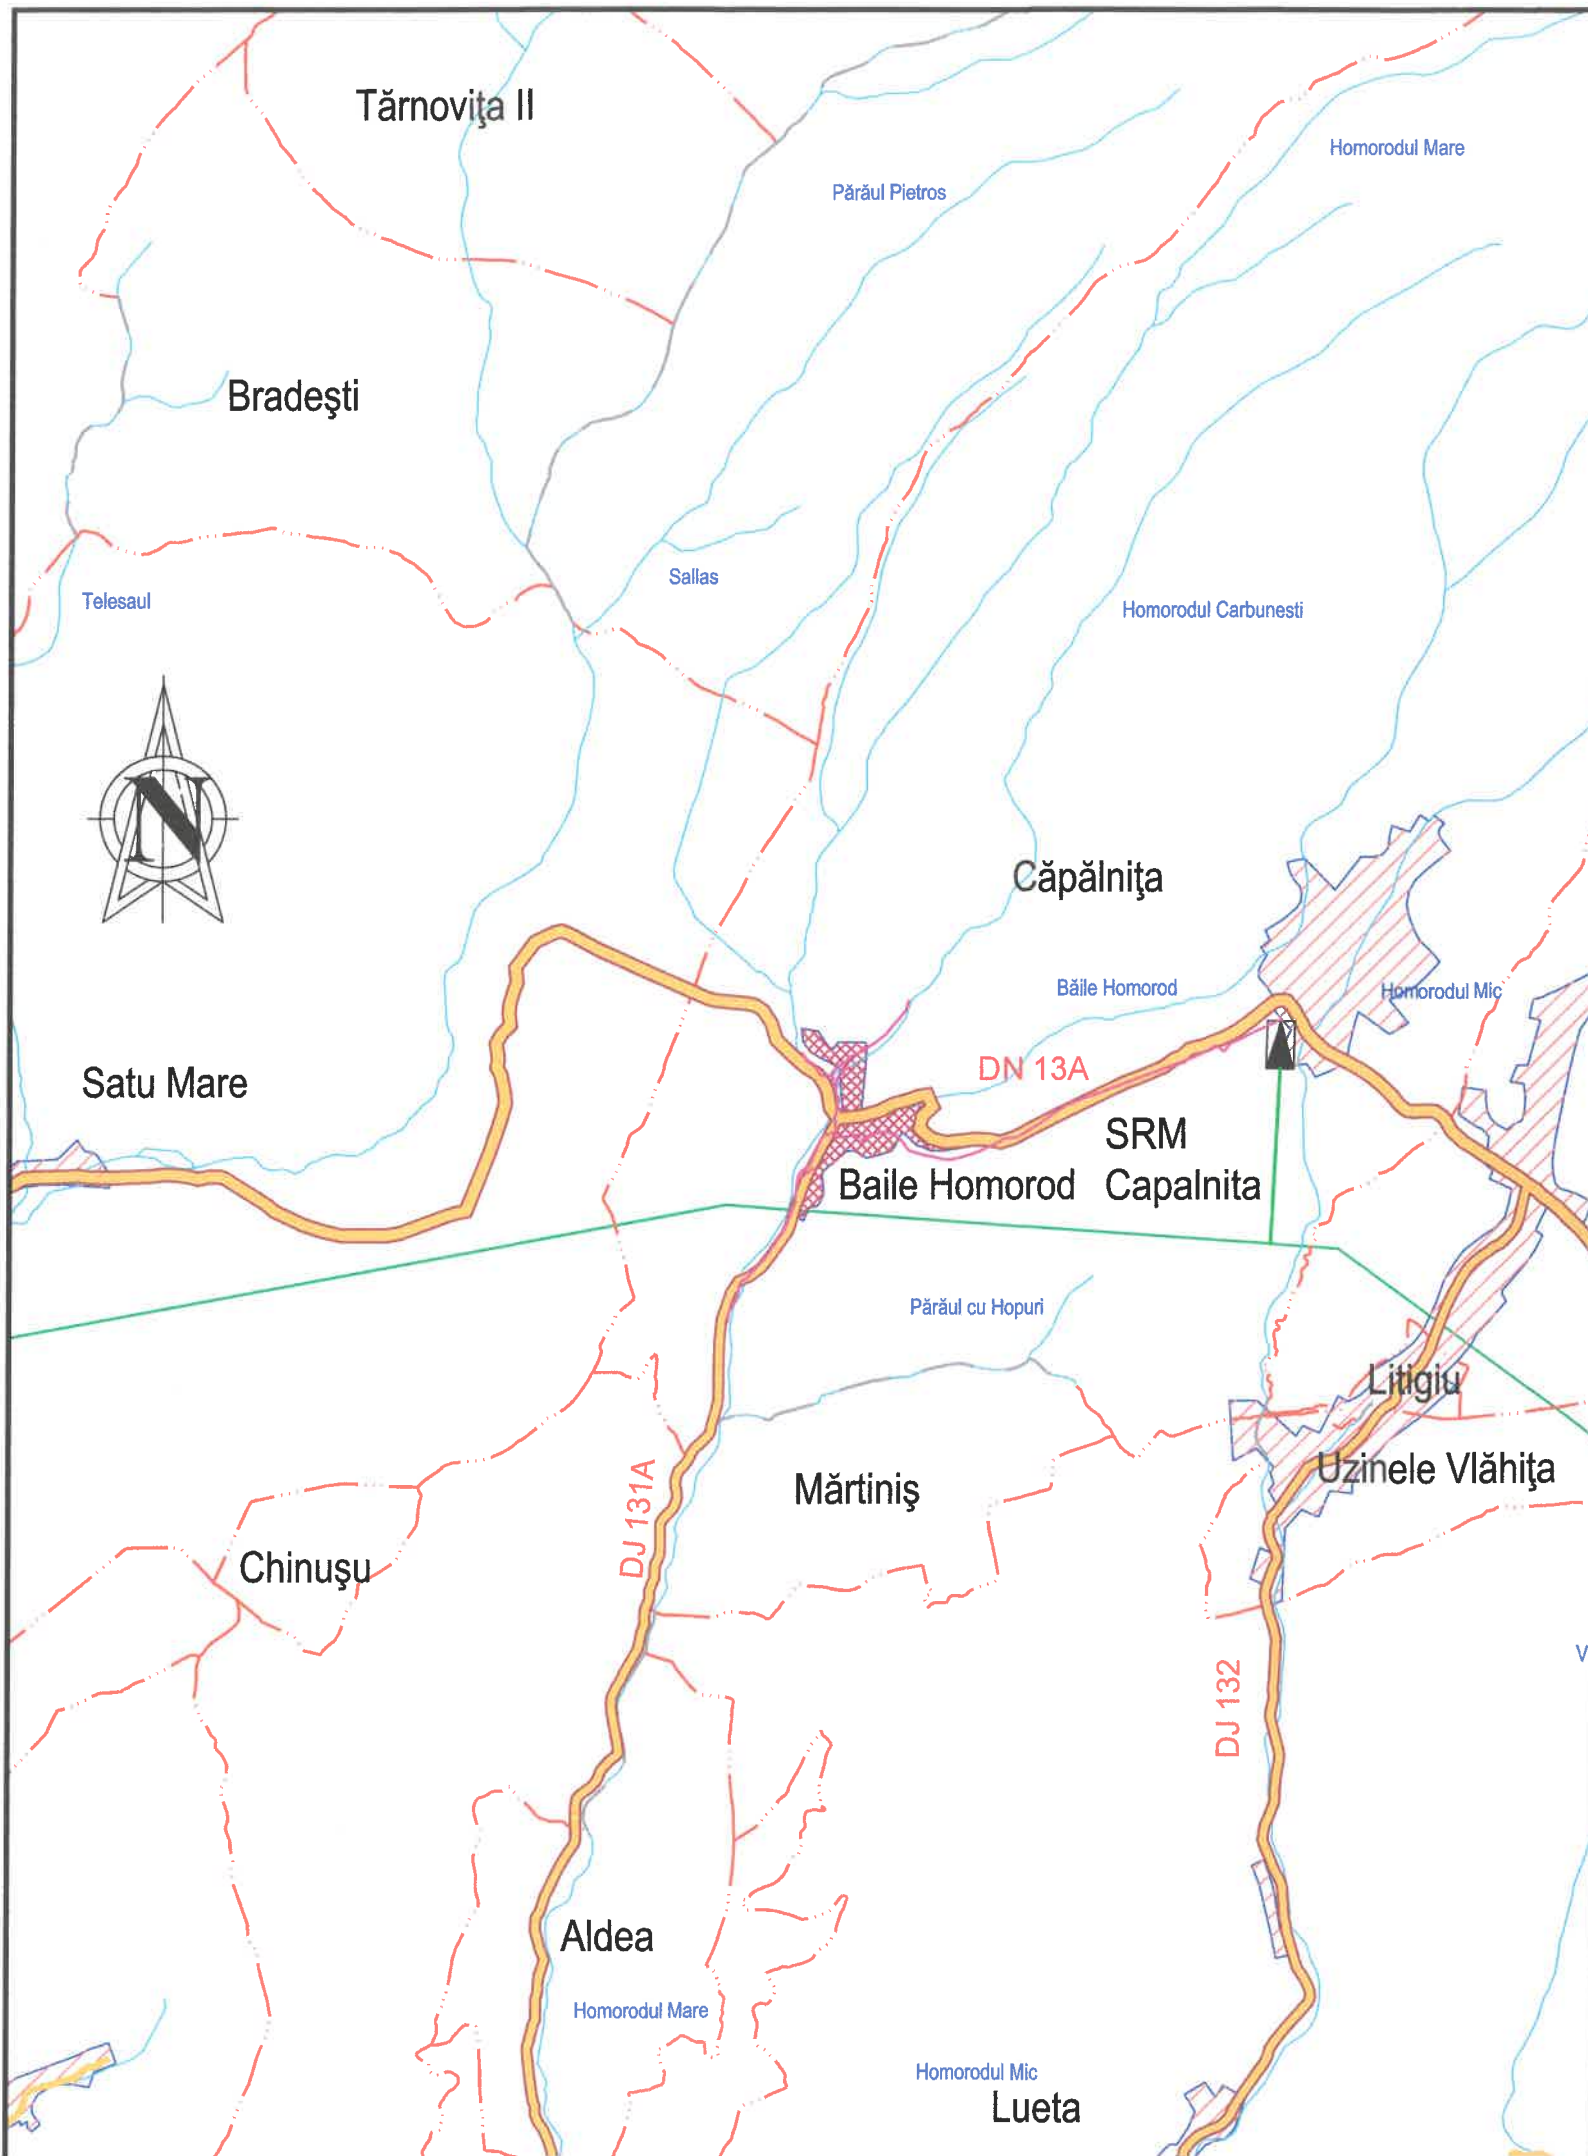 Tărnoviţa II
Homorodul Mare
Părăul Pietros
Bradeşti
Sallas
Telesaul
Homorodul Carbunesti
N
Căpălniţa
Băile Homorod
Homorodul Mic
DN 13A
Satu Mare
SRM
Capalnita
Baile Homorod
Părăul cu Hopuri
Litigiu
Uzinele Vlăhiţa
Mărtiniş
DJ 131A
Chinuşu
V
DJ 132
Aldea
Homorodul Mare
Homorodul Mic
Lueta